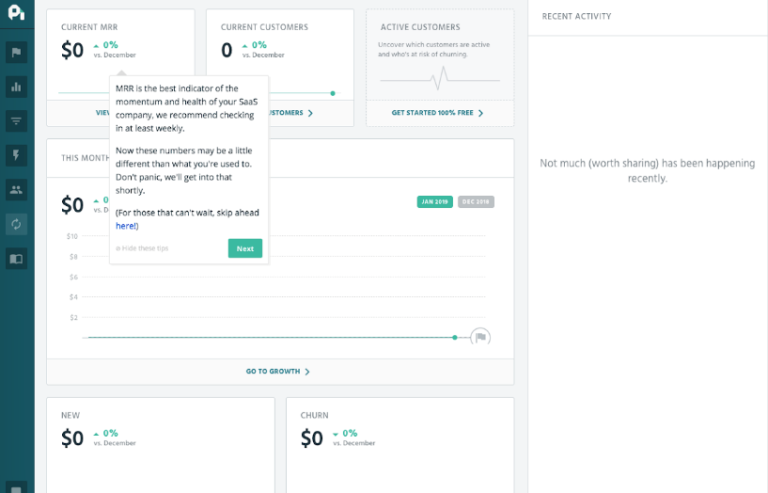 CURRENT MRR
$0
0%
vs. December
VIEW
CURRENT CUSTOMERS
0
0%
vs. December
CUSTOMERS
ACTIVE CUSTOMERS
Uncover which customers are active
and who's at risk of churning.
GET STARTED 100% FREE
MRR is the best indicator of the
momentum and health of your SaaS
company, we recommend checking
in at least weekly.
Now these numbers may be a little
different than what you're used to.
Don't panic, we'll get into that
shortly.
(For those that can't wait, skip ahead
here!)
Hide these tips
Next
THIS MONTH
$0
0
vs. D
JAN 2019
DEC 2018
$10
$8
$6
$4
$2
GO TO GROWTH
NEW
$0
0%
vs. December
CHURN
$0
0%
vs. December
RECENT ACTIVITY
Not much (worth sharing) has been happening
recently.